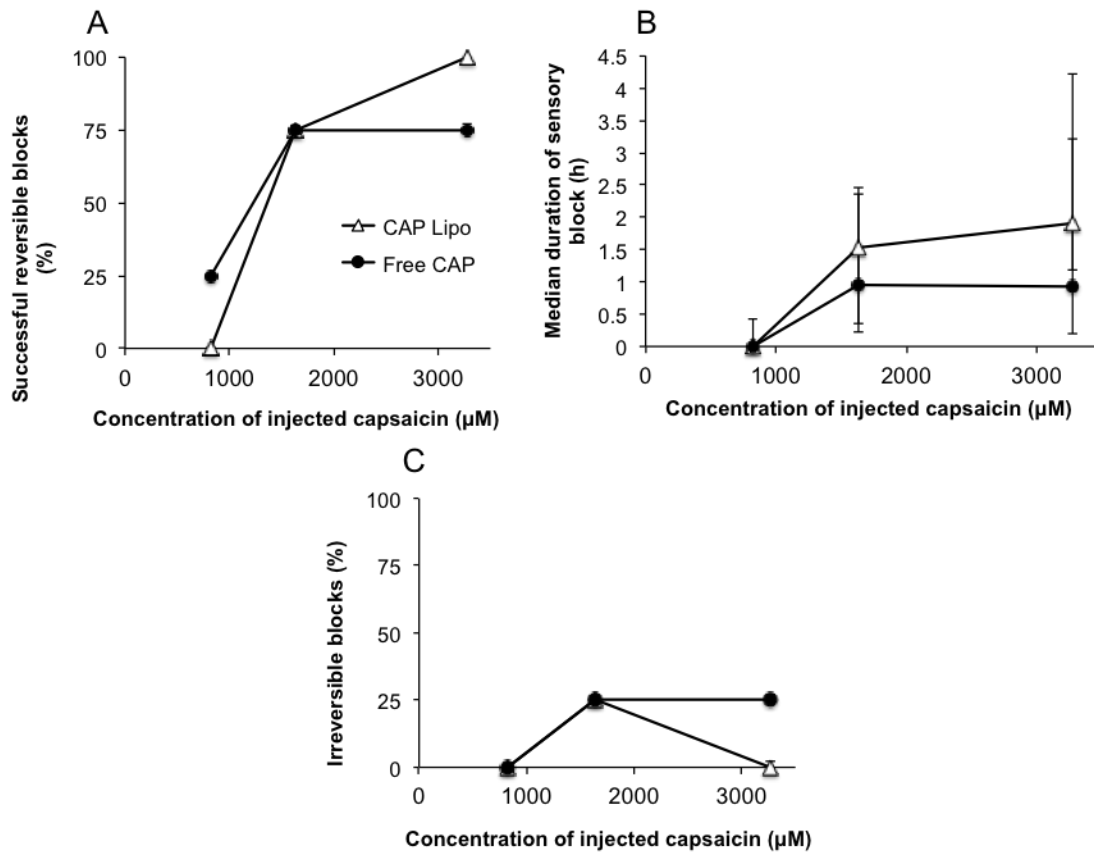 A
100
75
50
25
0
0
1000
2000
3000
Successful reversible blocks
(%)
CAP Lipo
Free CAP
Concentration of injected capsaicin (µM)
B
4.5
4
3.5
3
2.5
2
1.5
1
0.5
0
0
1000
2000
3000
Median duration of sensory
block (h)
Concentration of injected capsaicin (µM)
C
100
75
50
25
0
0
1000
2000
3000
Irreversible blocks (%)
Concentration of injected capsaicin (µM)